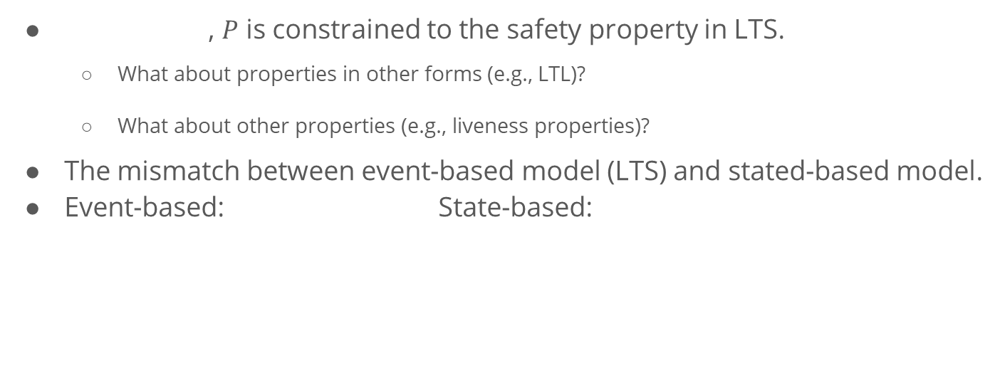 ● , P is constrained to the safety property in LTS.
○ What about properties in other forms (e.g., LTL)?
○ What about other properties (e.g., liveness properties)?
● The mismatch between event-based model (LTS) and stated-based model.
● Event-based: State-based: